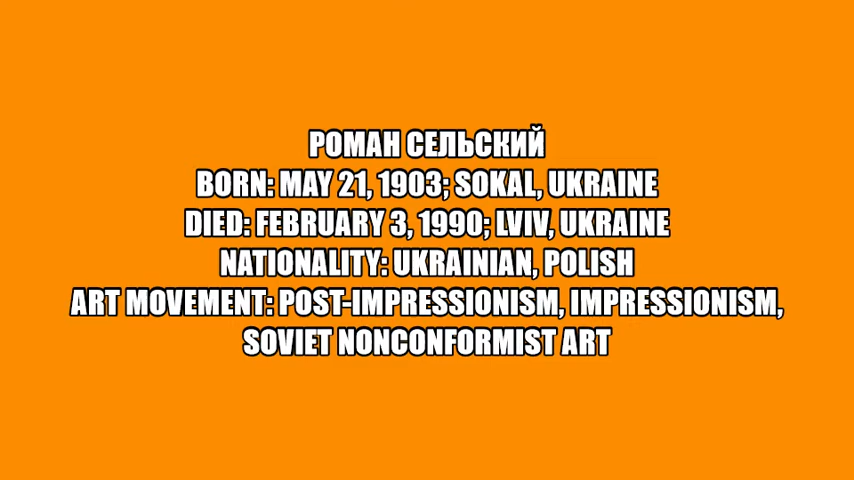 РОМАН СЕЛЬСКИЙ
BORN: MAY 21, 1903; SOKAL, UKRAINE
DIED: FEBRUARY 3, 1990; LVIV, UKRAINE
NATIONALITY: UKRAINIAN, POLISH
ART MOVEMENT: POST-IMPRESSIONISM, IMPRESSIONISM,
SOVIET NONCONFORMIST ART